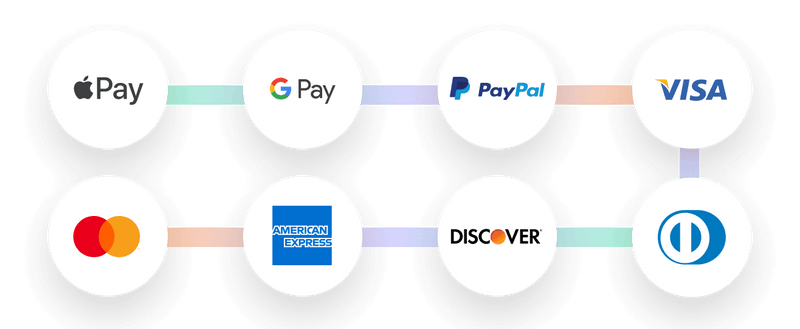 Pay
G Pay
PayPal
VISA
AMERICAN
EXPRESS
DISCOVER